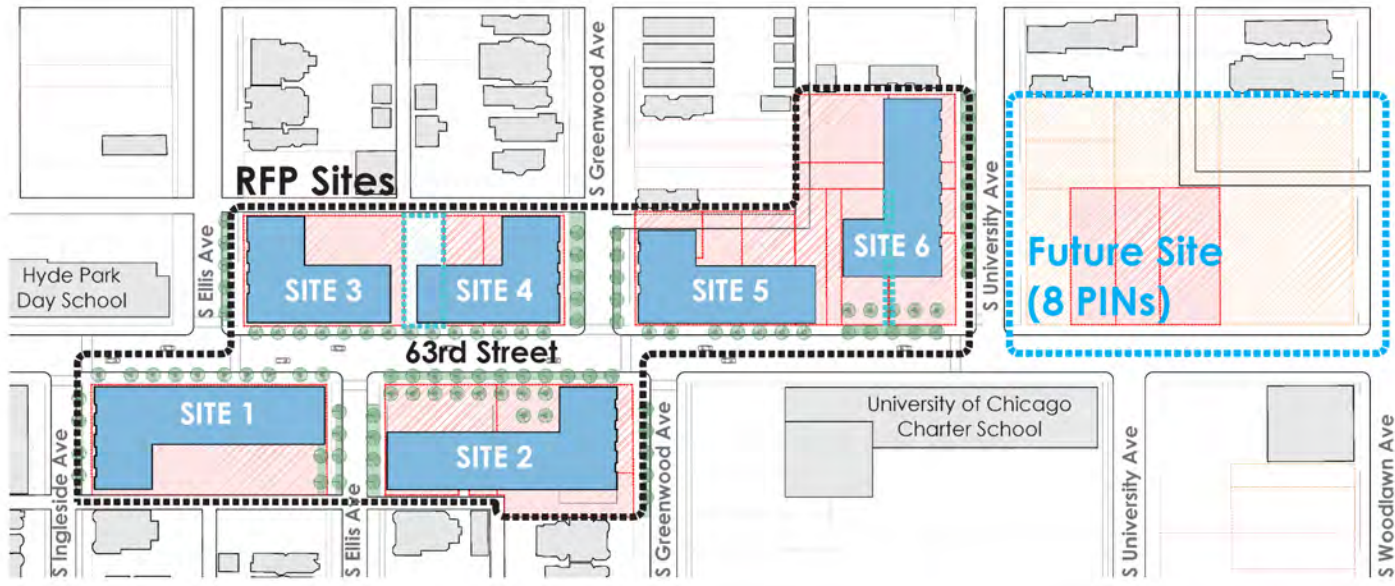 S Greenwood Ave
RFP Sites
S Ellis Ave
Hyde Park
Day School
SITE 3
SITE 4
SITE 5
SITE 6
S University Ave
Future Site
(8 PINs)
63rd Street
SITE 1
SITE 2
University of Chicago
Charter School
S Ingleside Ave
S Ellis Ave
S Greenwood Ave
S University Ave
S Woodlawn Ave